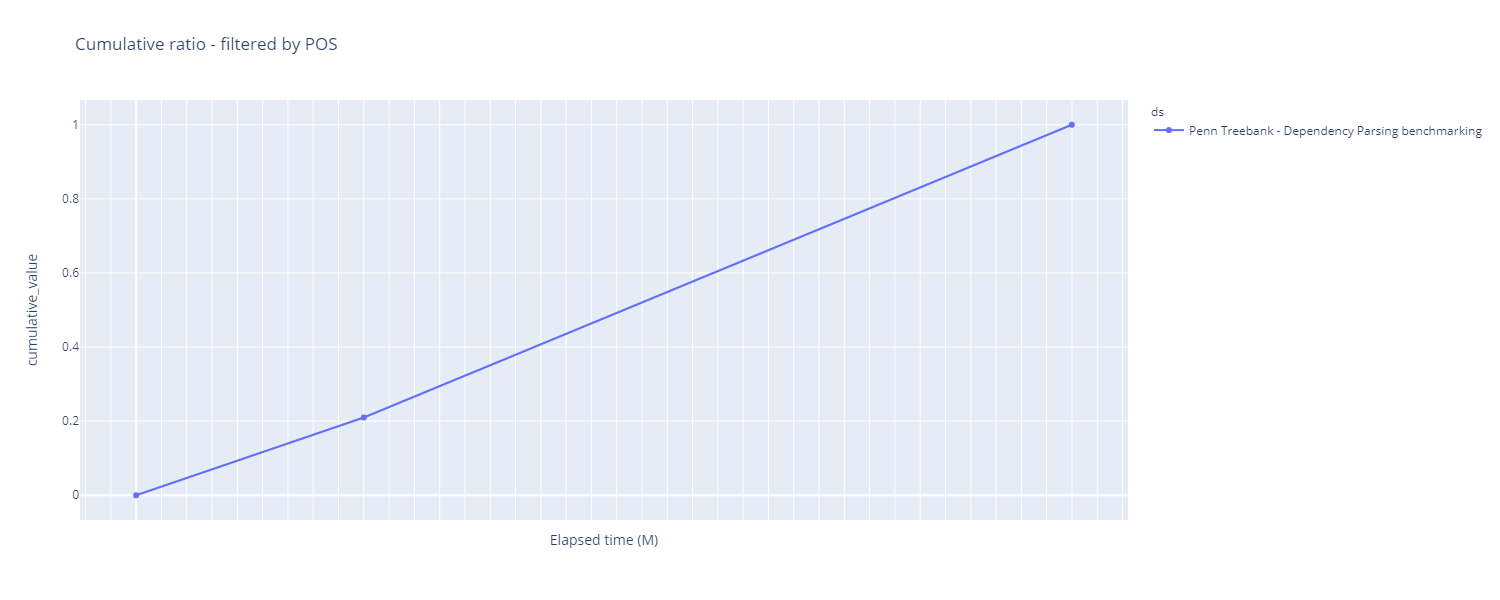 Cumulative ratio - filtered by POS
ds
Penn Treebank - Dependency Parsing benchmarking
1
0.8
0.6
0.4
0.2
0
cumulative_value
Elapsed time (M)